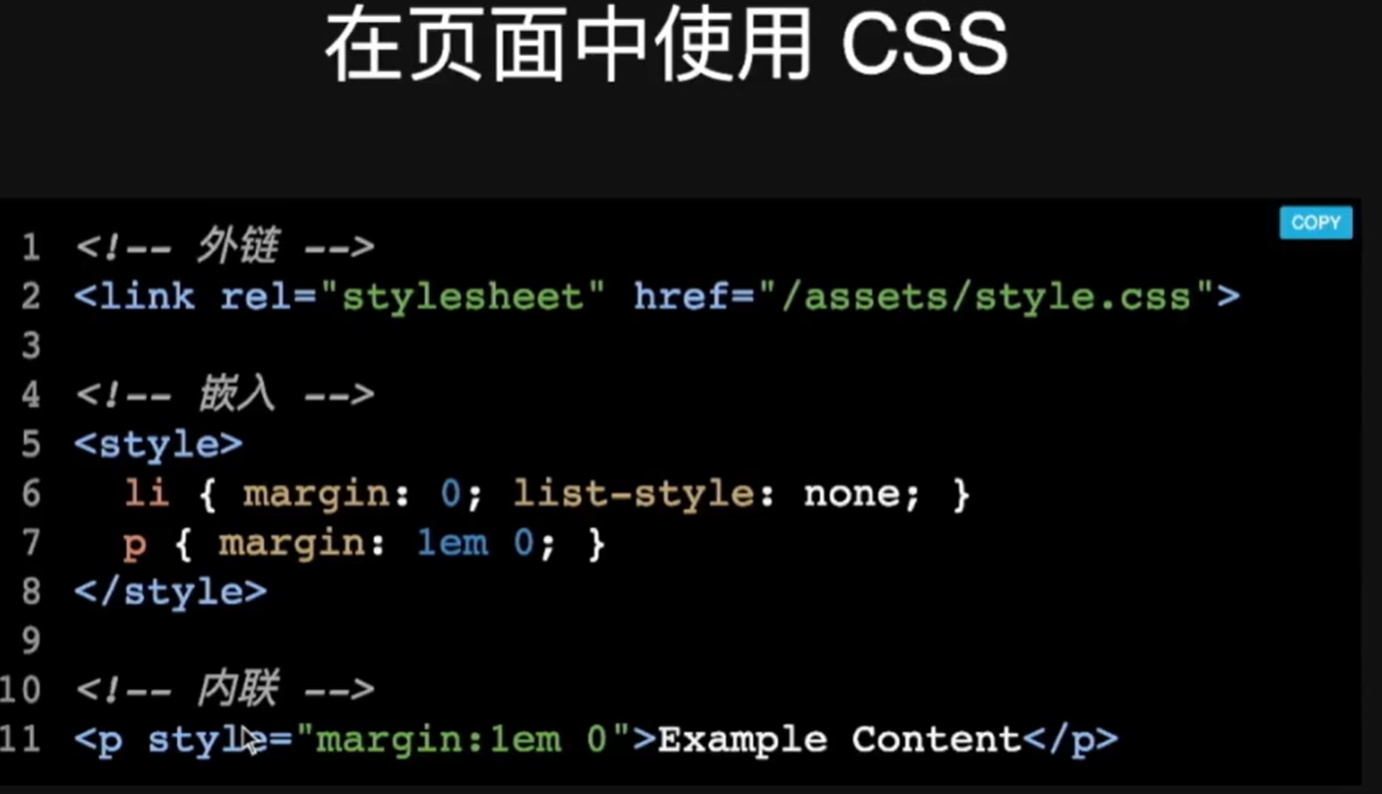 在页面中使用 CSS
COPY
1 <!-- 外链 -->
2 <link rel="stylesheet" href="/assets/style.css">
3
4 <!-- 嵌入 -->
5 <style>
6 li { margin: 0; list-style: none; }
7 p { margin: 1em 0; }
8 </style>
9
10 <!-- 内联 -->
11 <p style="margin:1em 0">Example Content</p>